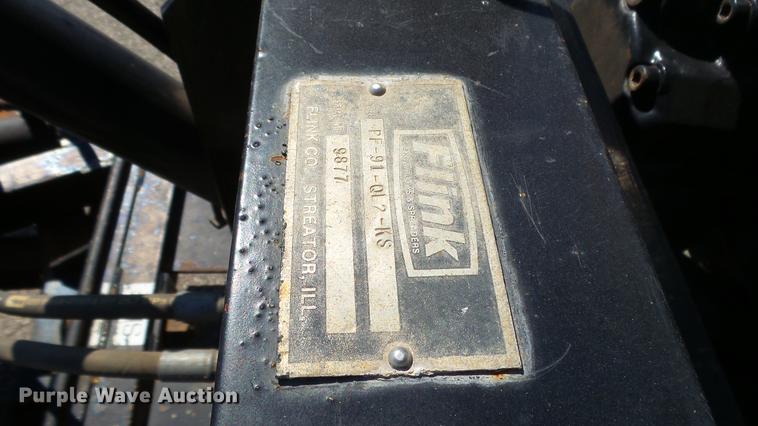 Flink
& SPREADERS
PF-91-QL2-KS
9877
FLINK CO. STREATOR, ILL.
Purple Wave Auction